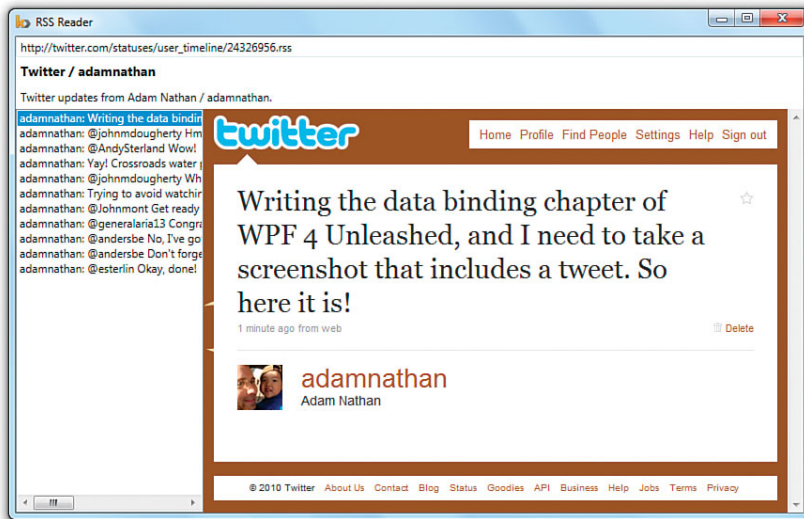 RSS Reader
http://twitter.com/statuses/user_timeline/24326956.rss
Twitter / adamnathan
Twitter updates from Adam Nathan / adamnathan.
adamnathan: Writing the data bindin
adamnathan: @johnmdougherty Hm
adamnathan: @AndySterland Wow!
adamnathan: Yay! Crossroads water
adamnathan: @johnmdougherty Wh
adamnathan: Trying to avoid watchin
adamnathan: @Johnmont Get ready
adamnathan: @generalaria13 Congra
adamnathan: @andersbe No, I've go
adamnathan: @andersbe Don't forge
adamnathan: @esterlin Okay, done!
twitter
Home Profile Find People Settings Help Sign out
Writing the data binding chapter of
WPF 4 Unleashed, and I need to take a
screenshot that includes a tweet. So
here it is!
1 minute ago from web
Delete
adamnathan
Adam Nathan
© 2010 Twitter About Us Contact Blog Status Goodies API Business Help Jobs Terms Privacy